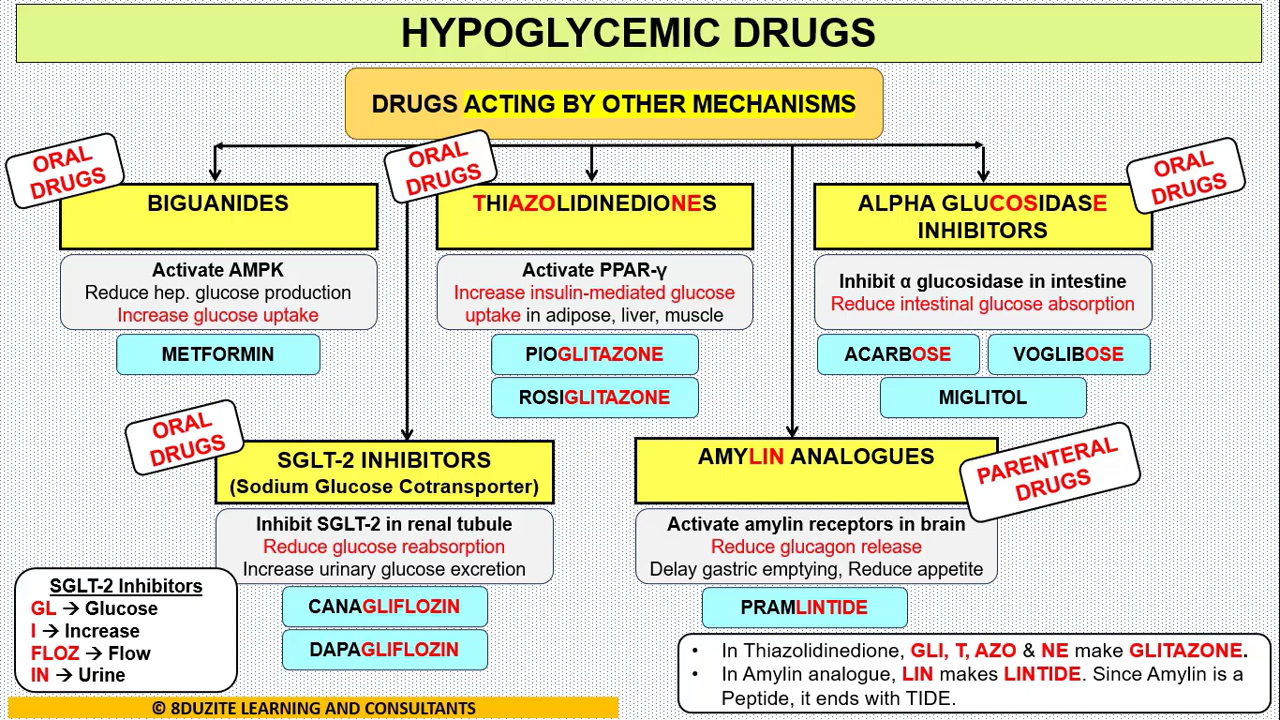 HYPOGLYCEMIC DRUGS
DRUGS ACTING BY OTHER MECHANISMS
ORAL
DRUGS
BIGUANIDES
Activate AMPK
Reduce hep. glucose production
Increase glucose uptake
METFORMIN
ORAL
DRUGS
THIAZOLIDINEDIONES
Activate PPAR-γ
Increase insulin-mediated glucose
uptake in adipose, liver, muscle
PIOGLITAZONE
ROSIGLITAZONE
ORAL
DRUGS
ALPHA GLUCOSIDASE
INHIBITORS
Inhibit α glucosidase in intestine
Reduce intestinal glucose absorption
ACARBOSE
VOGLIBOSE
MIGLITOL
ORAL
DRUGS
SGLT-2 INHIBITORS
(Sodium Glucose Cotransporter)
Inhibit SGLT-2 in renal tubule
Reduce glucose reabsorption
Increase urinary glucose excretion
CANAGLIFLOZIN
DAPAGLIFLOZIN
PARENTERAL
DRUGS
AMYLIN ANALOGUES
Activate amylin receptors in brain
Reduce glucagon release
Delay gastric emptying, Reduce appetite
PRAMLINTIDE
SGLT-2 Inhibitors
GL → Glucose
I → Increase
FLOZ → Flow
IN → Urine
• In Thiazolidinedione, GLI, T, AZO & NE make GLITAZONE.
• In Amylin analogue, LIN makes LINTIDE. Since Amylin is a
Peptide, it ends with TIDE.
© 8DUZITE LEARNING AND CONSULTANTS